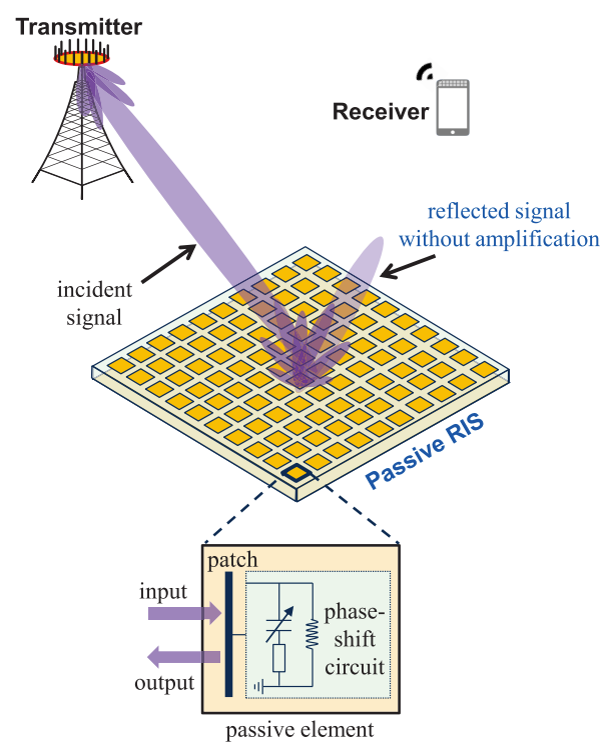 Transmitter
Receiver
reflected signal
without amplification
incident
signal
Passive RIS
patch
input
phase-
shift
circuit
output
passive element